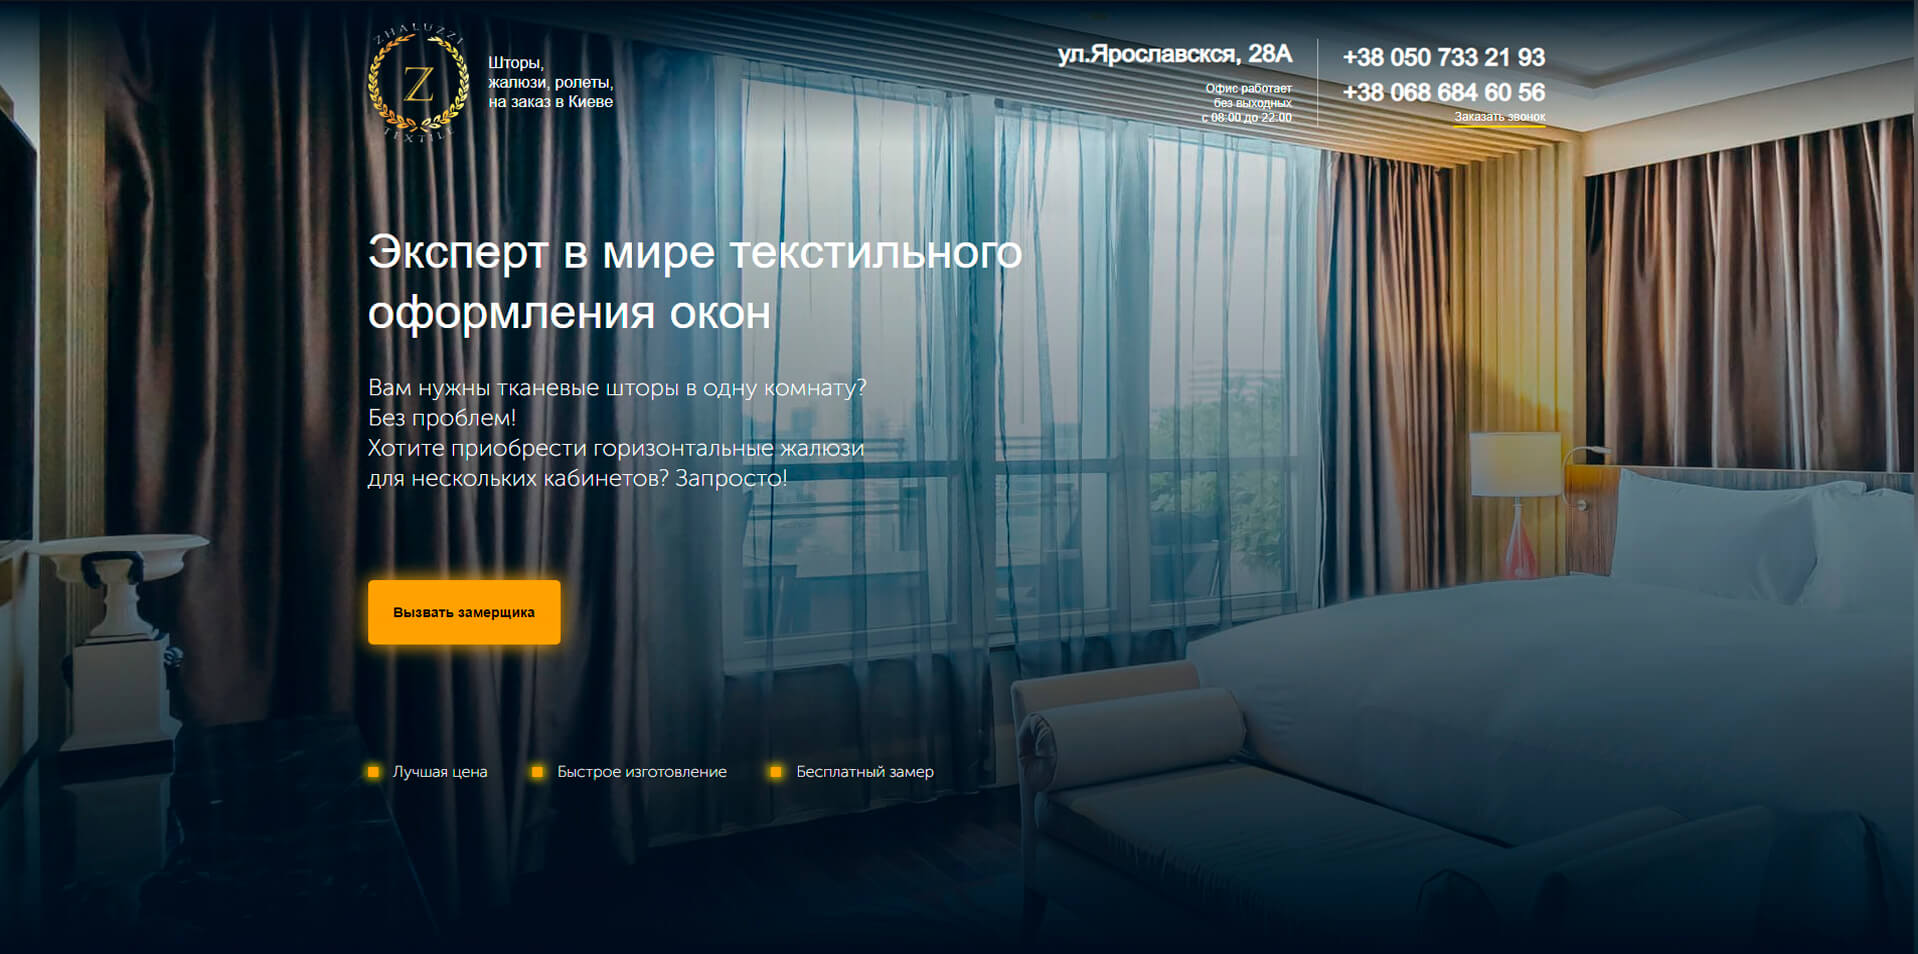 ZHALUZZI
Z
TEXTILE
Шторы,
жалюзи, ролеты,
на заказ в Киеве
ул.Ярославскся, 28А
Офис работает
без выходных
с 08:00 до 22:00
+38 050 733 21 93
+38 068 684 60 56
Заказать звонок
Эксперт в мире текстильного
оформления окон
Вам нужны тканевые шторы в одну комнату?
Без проблем!
Хотите приобрести горизонтальные жалюзи
для нескольких кабинетов? Запросто!
Вызвать замерщика
Лучшая цена
Быстрое изготовление
Бесплатный замер